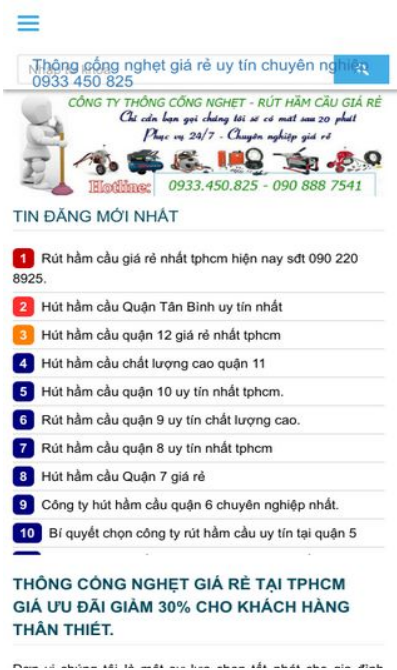 Thông cống nghẹt giá rẻ uy tín chuyên nghiệp
0933 450 825
CÔNG TY THÔNG CỐNG NGHẸT - RÚT HẦM CẦU GIÁ RẺ
Chỉ cần bạn gọi chúng tôi sẽ có mặt sau 20 phút
Phục vụ 24/7 - Chuyên nghiệp giá rẻ
Hotline: 0933.450.825 - 090 888 7541
TIN ĐĂNG MỚI NHẤT
1 Rút hầm cầu giá rẻ nhất tphcm hiện nay sđt 090 220
8925.
2 Hút hầm cầu Quận Tân Bình uy tín nhất
3 Hút hầm cầu quận 12 giá rẻ nhất tphcm
4 Hút hầm cầu chất lượng cao quận 11
5 Hút hầm cầu quận 10 uy tín nhất tphcm.
6 Rút hầm cầu quận 9 uy tín chất lượng cao.
7 Rút hầm cầu quận 8 uy tín nhất tphcm
8 Hút hầm cầu Quận 7 giá rẻ
9 Công ty hút hầm cầu quận 6 chuyên nghiệp nhất.
10 Bí quyết chọn công ty rút hầm cầu uy tín tại quận 5
THÔNG CỐNG NGHẸT GIÁ RẺ TẠI TPHCM
GIÁ ƯU ĐÃI GIẢM 30% CHO KHÁCH HÀNG
THÂN THIẾT.